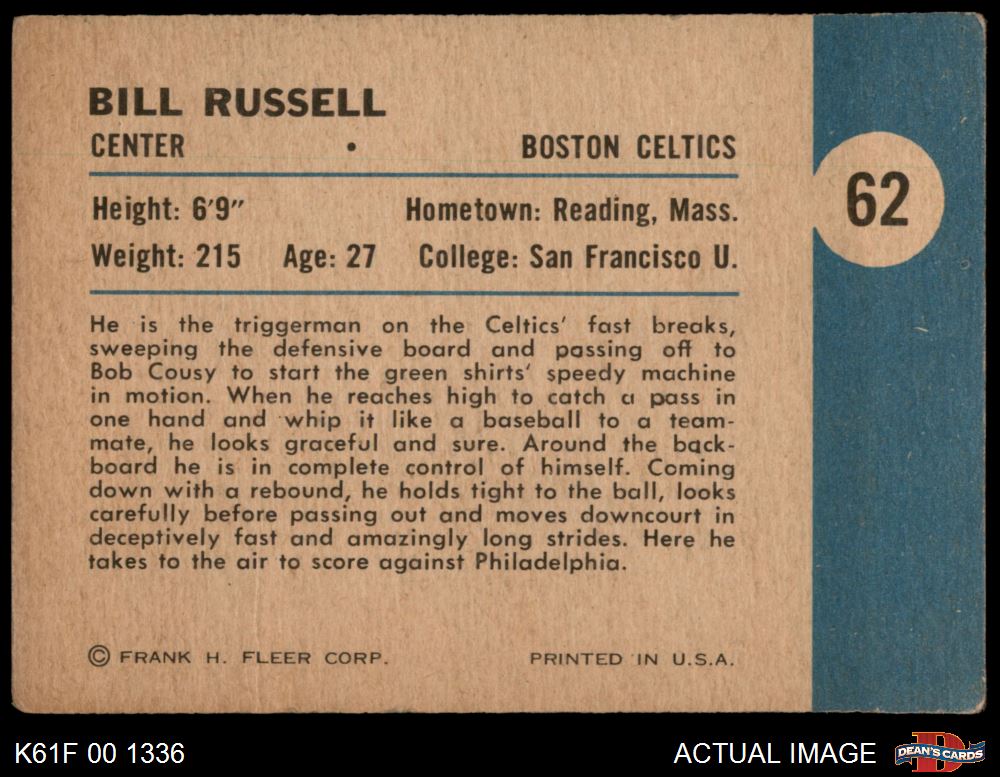 BILL RUSSELL
CENTER • BOSTON CELTICS
62
Height: 6'9" Hometown: Reading, Mass.
Weight: 215 Age: 27 College: San Francisco U.
He is the triggerman on the Celtics' fast breaks,
sweeping the defensive board and passing off to
Bob Cousy to start the green shirts' speedy machine
in motion. When he reaches high to catch a pass in
one hand and whip it like a baseball to a team-
mate, he looks graceful and sure. Around the back-
board he is in complete control of himself. Coming
down with a rebound, he holds tight to the ball, looks
carefully before passing out and moves downcourt in
deceptively fast and amazingly long strides. Here he
takes to the air to score against Philadelphia.
© FRANK H. FLEER CORP. PRINTED IN U.S.A.
K61F 00 1336 ACTUAL IMAGE DEAN'S CARDS